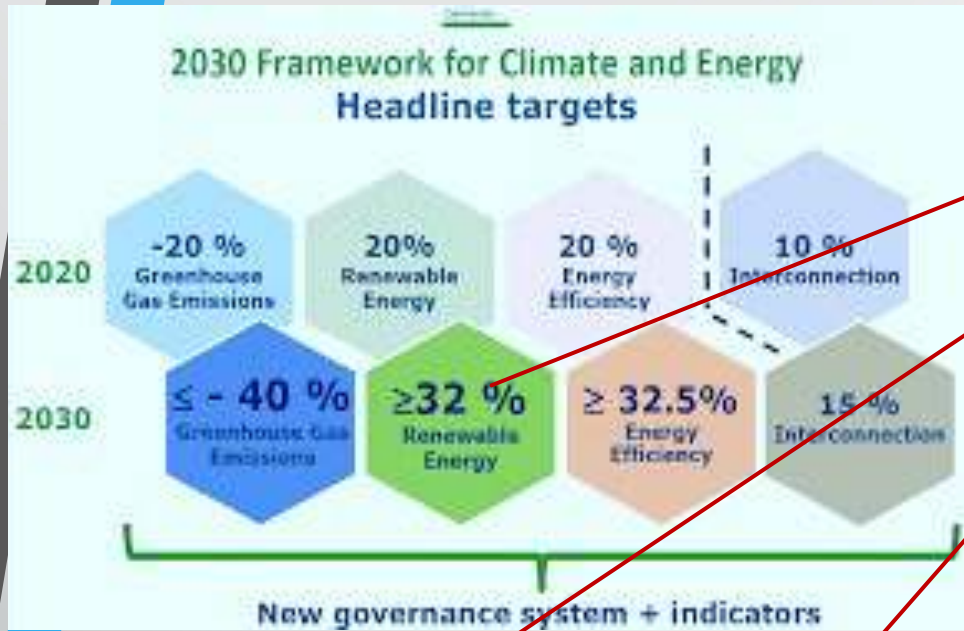 2030 Framework for Climate and Energy
Headline targets
2020
-20 %
Greenhouse
Gas Emissions
20%
Renewable
Energy
20 %
Energy
Efficiency
10 %
Interconnection
2030
≤ - 40 %
Greenhouse Gas
Emissions
≥32 %
Renewable
Energy
≥ 32.5%
Energy
Efficiency
15 %
Interconnection
New governance system + indicators